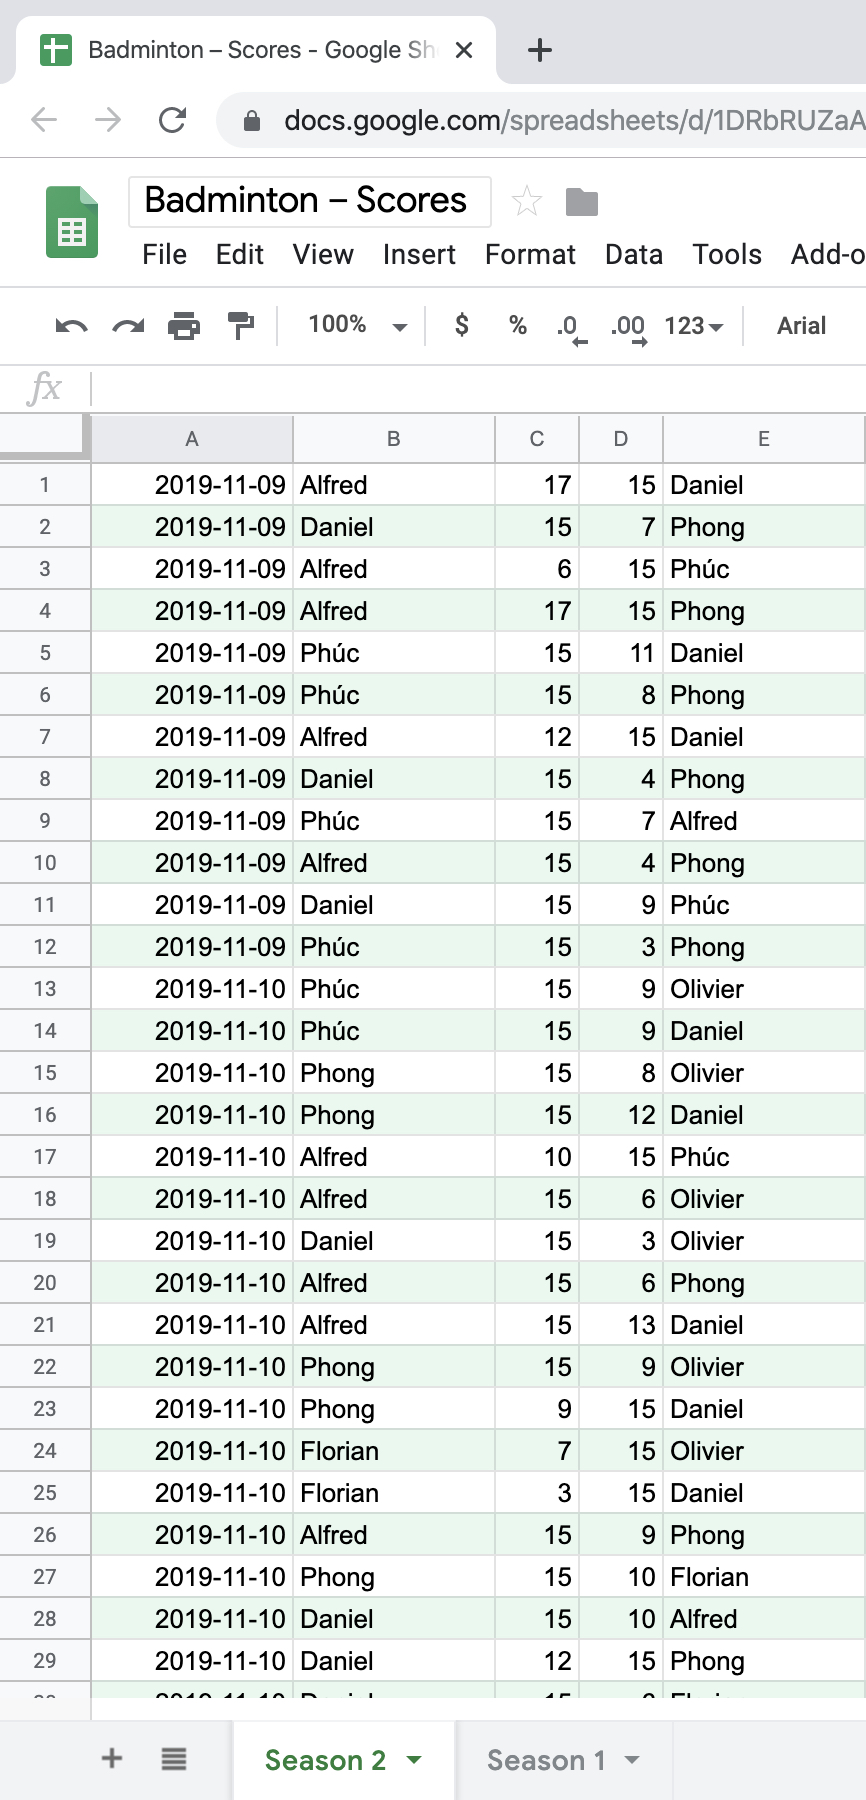 Badminton – Scores - Google Sh
docs.google.com/spreadsheets/d/1DRbRUZaA
Badminton – Scores
File Edit View Insert Format Data Tools Add-o
100% $ % .0 .00 123 Arial
fx
A B C D E
1 2019-11-09 Alfred 17 15 Daniel
2 2019-11-09 Daniel 15 7 Phong
3 2019-11-09 Alfred 6 15 Phúc
4 2019-11-09 Alfred 17 15 Phong
5 2019-11-09 Phúc 15 11 Daniel
6 2019-11-09 Phúc 15 8 Phong
7 2019-11-09 Alfred 12 15 Daniel
8 2019-11-09 Daniel 15 4 Phong
9 2019-11-09 Phúc 15 7 Alfred
10 2019-11-09 Alfred 15 4 Phong
11 2019-11-09 Daniel 15 9 Phúc
12 2019-11-09 Phúc 15 3 Phong
13 2019-11-10 Phúc 15 9 Olivier
14 2019-11-10 Phúc 15 9 Daniel
15 2019-11-10 Phong 15 8 Olivier
16 2019-11-10 Phong 15 12 Daniel
17 2019-11-10 Alfred 10 15 Phúc
18 2019-11-10 Alfred 15 6 Olivier
19 2019-11-10 Daniel 15 3 Olivier
20 2019-11-10 Alfred 15 6 Phong
21 2019-11-10 Alfred 15 13 Daniel
22 2019-11-10 Phong 15 9 Olivier
23 2019-11-10 Phong 9 15 Daniel
24 2019-11-10 Florian 7 15 Olivier
25 2019-11-10 Florian 3 15 Daniel
26 2019-11-10 Alfred 15 9 Phong
27 2019-11-10 Phong 15 10 Florian
28 2019-11-10 Daniel 15 10 Alfred
29 2019-11-10 Daniel 12 15 Phong
Season 2 Season 1